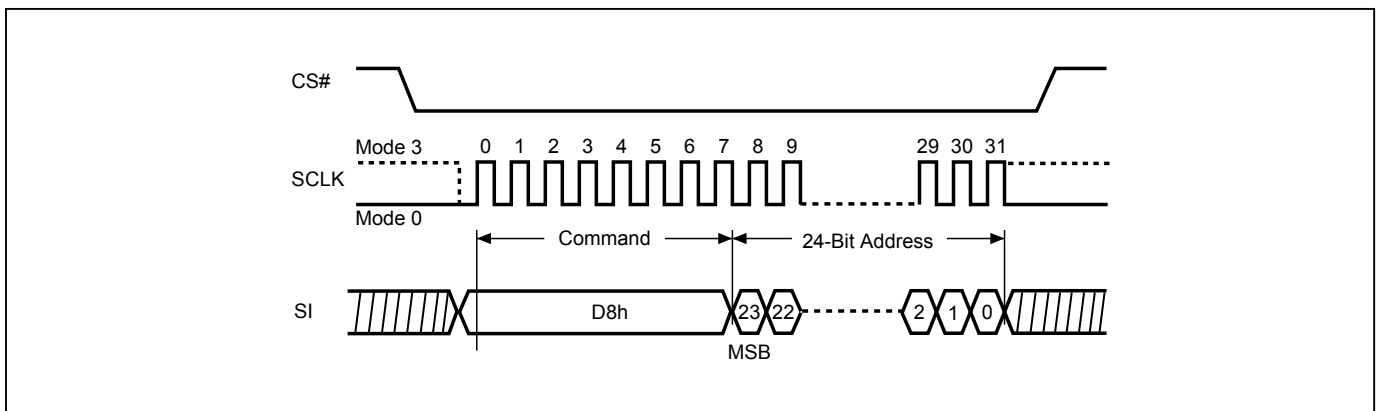 CS#
Mode 3
0 1 2 3 4 5 6 7 8 9 29 30 31
SCLK
Mode 0
Command
24-Bit Address
SI
D8h
23 22 2 1 0
MSB